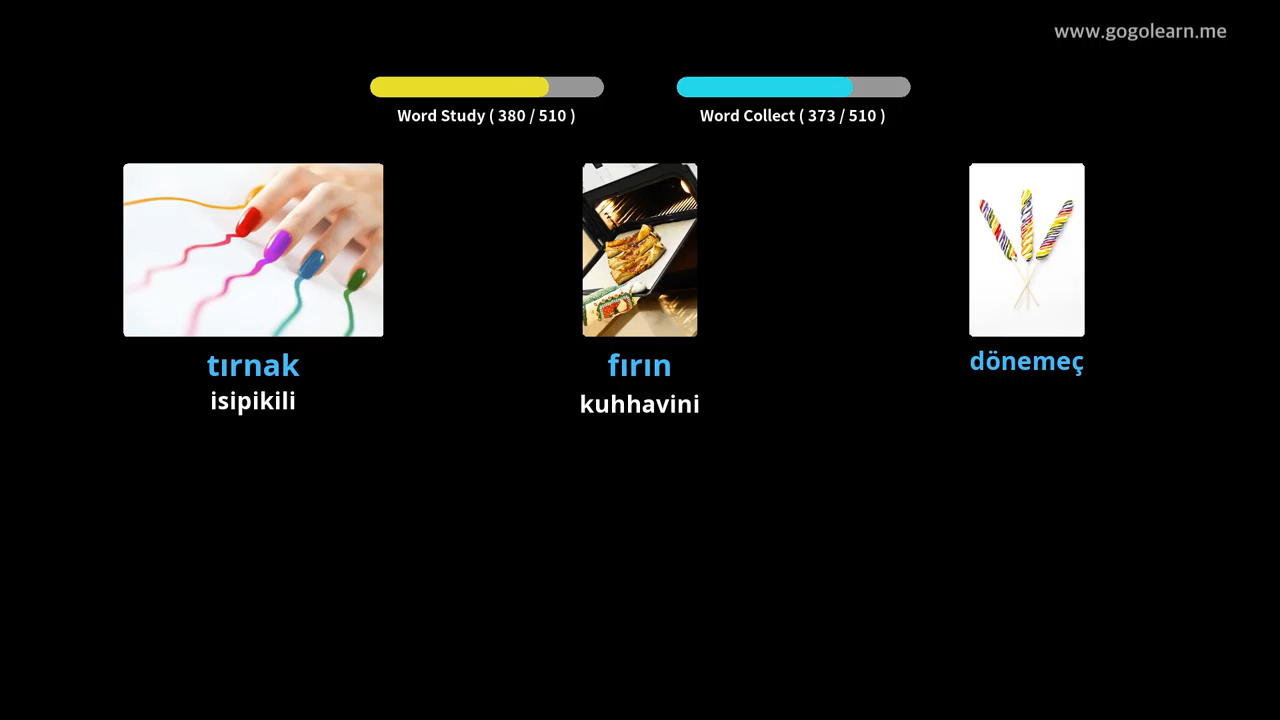 www.gogolearn.me
Word Study ( 380 / 510 )
Word Collect ( 373 / 510 )
tırnak
isipikili
fırın
kuhhavini
dönemeç